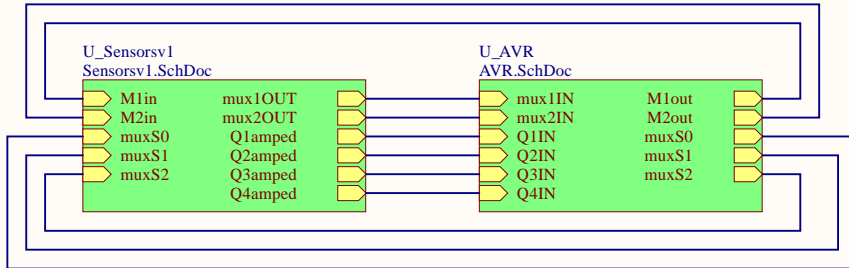 U_Sensorsv1
Sensorsv1.SchDoc
M1in
M2in
muxS0
muxS1
muxS2
mux1OUT
mux2OUT
Q1amped
Q2amped
Q3amped
Q4amped
U_AVR
AVR.SchDoc
mux1IN
mux2IN
Q1IN
Q2IN
Q3IN
Q4IN
M1out
M2out
muxS0
muxS1
muxS2